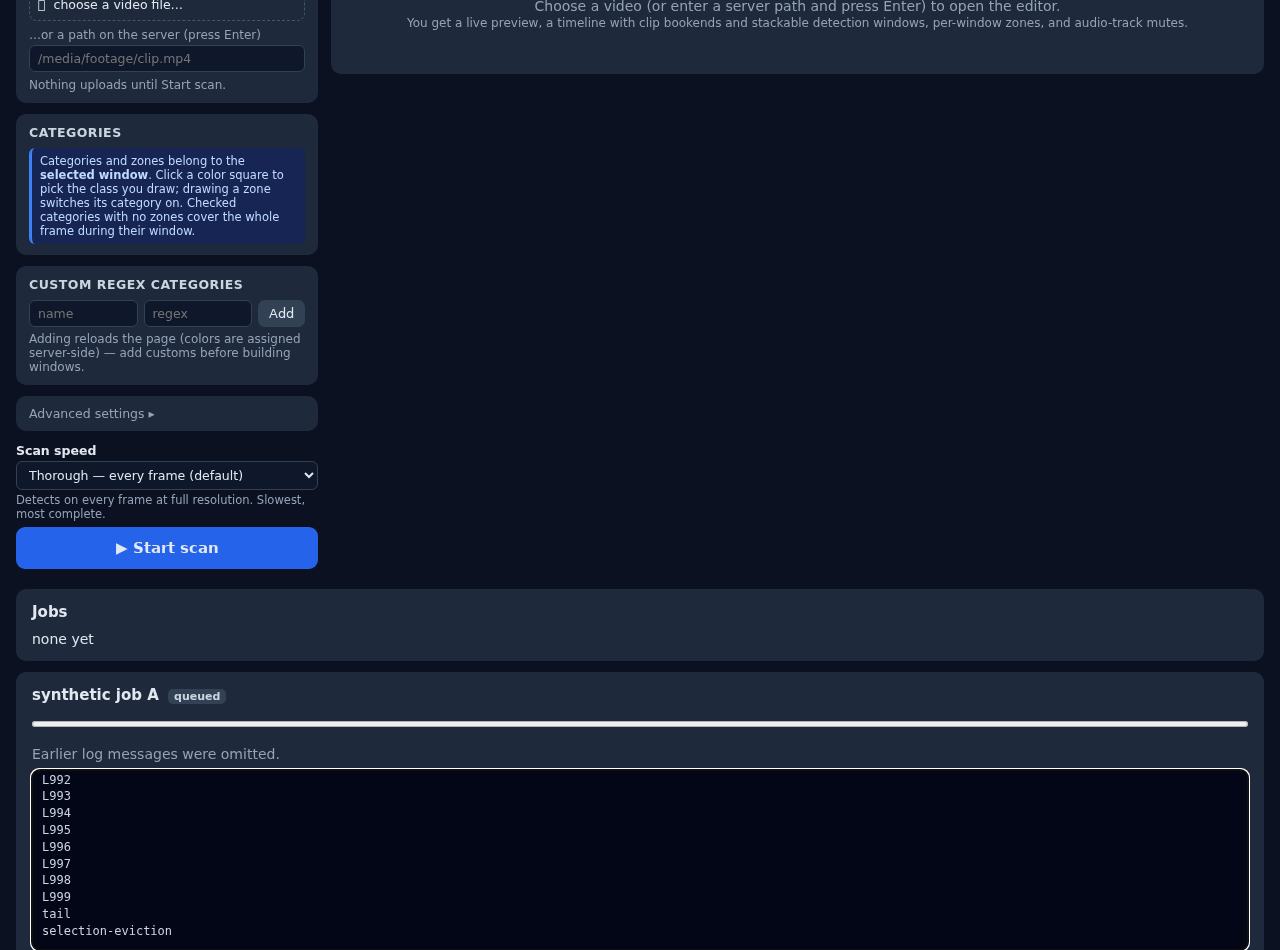 choose a video file...
...or a path on the server (press Enter)
/media/footage/clip.mp4
Nothing uploads until Start scan.
Choose a video (or enter a server path and press Enter) to open the editor.
You get a live preview, a timeline with clip bookends and stackable detection windows, per-window zones, and audio-track mutes.
CATEGORIES
Categories and zones belong to the
selected window. Click a color square to
pick the class you draw; drawing a zone
switches its category on. Checked
categories with no zones cover the whole
frame during their window.
CUSTOM REGEX CATEGORIES
name regex Add
Adding reloads the page (colors are assigned
server-side) — add customs before building
windows.
Advanced settings ▸
Scan speed
Thorough — every frame (default)
Detects on every frame at full resolution. Slowest,
most complete.
▶ Start scan
Jobs
none yet
synthetic job A queued
Earlier log messages were omitted.
L992
L993
L994
L995
L996
L997
L998
L999
tail
selection-eviction